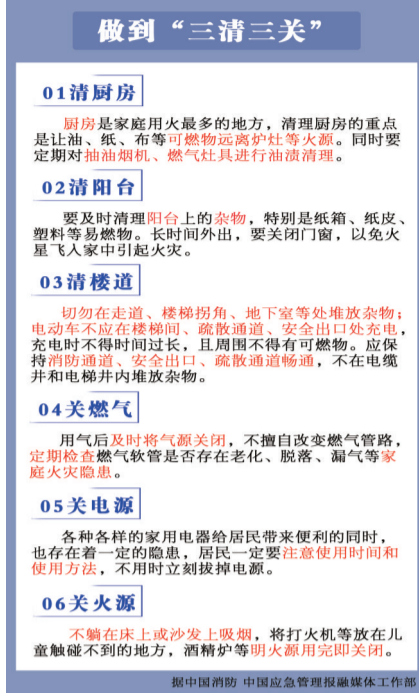 做到“三清三关”
01清厨房
厨房是家庭用火最多的地方，清理厨房的重点
是让油、纸、布等可燃物远离炉灶等火源。同时要
定期对抽油烟机、燃气灶具进行油渍清理。
02清阳台
要及时清理阳台上的杂物，特别是纸箱、纸皮、
塑料等易燃物。长时间外出，要关闭门窗，以免火
星飞入家中引起火灾。
03清楼道
切勿在走道、楼梯拐角、地下室等处堆放杂物；
电动车不应在楼梯间、疏散通道、安全出口处充电，
充电时不得时间过长，且周围不得有可燃物。应保
持消防通道、安全出口、疏散通道畅通，不在电缆
井和电梯井内堆放杂物。
04关燃气
用气后及时将气源关闭，不擅自改变燃气管路，
定期检查燃气软管是否存在老化、脱落、漏气等家
庭火灾隐患。
05关电源
各种各样的家用电器给居民带来便利的同时，
也存在着一定的隐患，居民一定要注意使用时间和
使用方法，不用时立刻拔掉电源。
06关火源
不躺在床上或沙发上吸烟，将打火机等放在儿
童触碰不到的地方，酒精炉等明火源用完即关闭。
据中国消防 中国应急管理报融媒体工作部